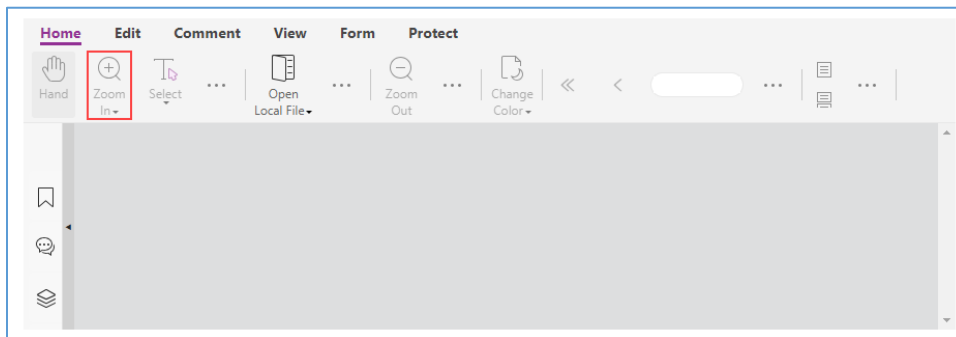 Home Edit Comment View Form Protect
Hand Zoom In Select ... Open Local File ... Zoom Out ... Change Color ... ...